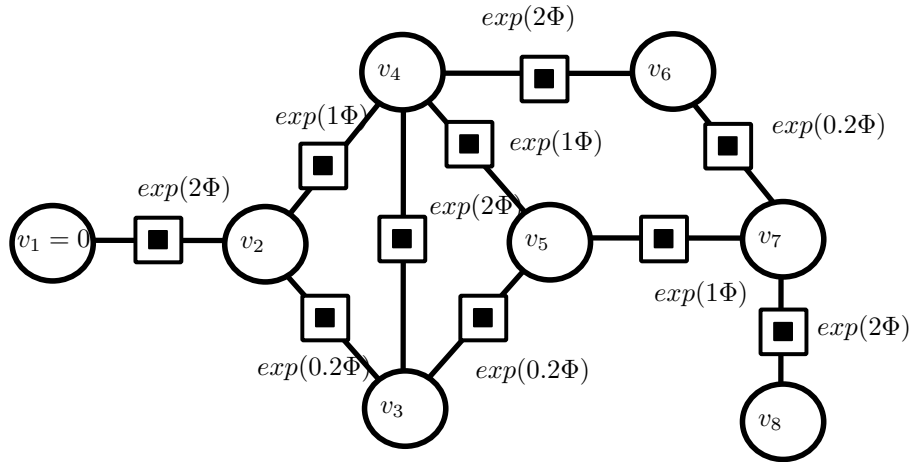 exp(2Φ)
v₄
v₆
exp(1Φ)
exp(0.2Φ)
exp(1Φ)
exp(2Φ)
exp(2Φ)
v₁ = 0
v₂
v₅
v₇
exp(1Φ)
exp(2Φ)
exp(0.2Φ)
exp(0.2Φ)
v₃
v₈